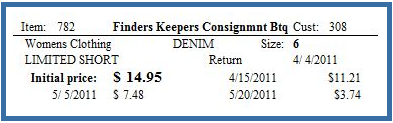 Item: 782 Finders Keepers Consignmnt Btq Cust: 308
Womens Clothing DENIM Size: 6
LIMITED SHORT Return 4/ 4/2011
Initial price: $ 14.95 4/15/2011 $11.21
5/ 5/2011 $ 7.48 5/20/2011 $3.74